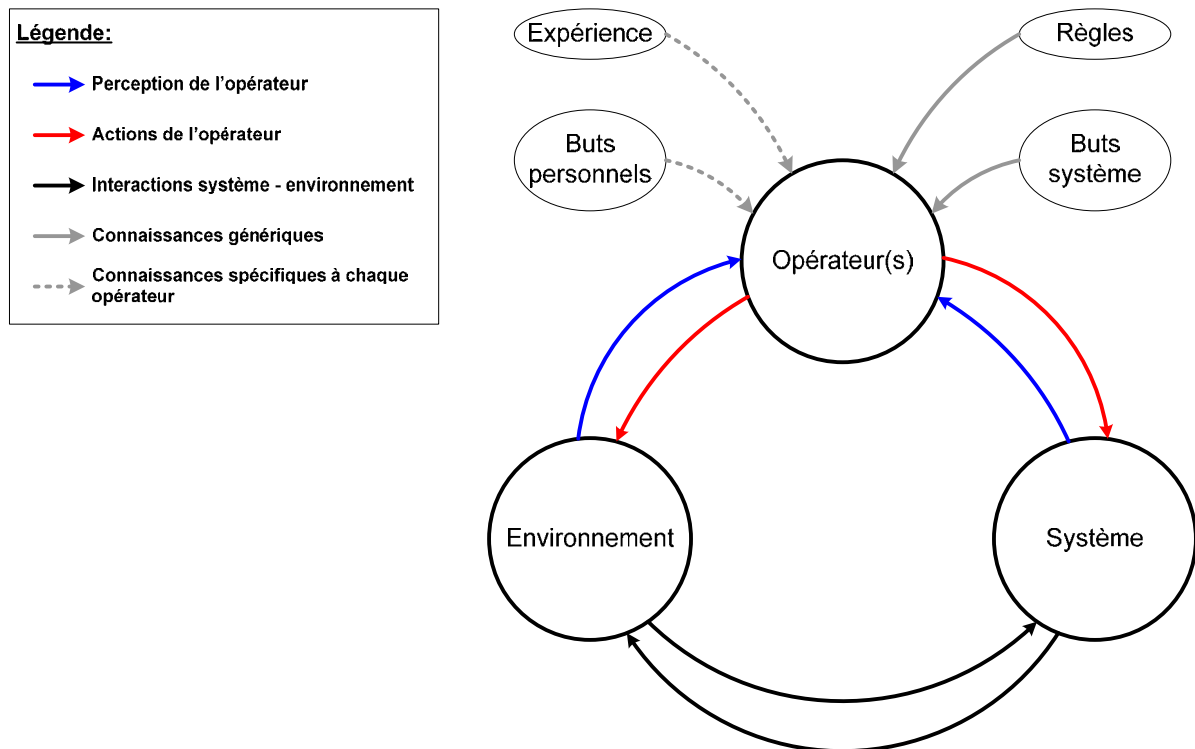 Légende:
Perception de l'opérateur
Actions de l'opérateur
Interactions système - environnement
Connaissances génériques
Connaissances spécifiques à chaque
opérateur
Expérience
Règles
Buts
personnels
Buts
système
Opérateur(s)
Environnement
Système